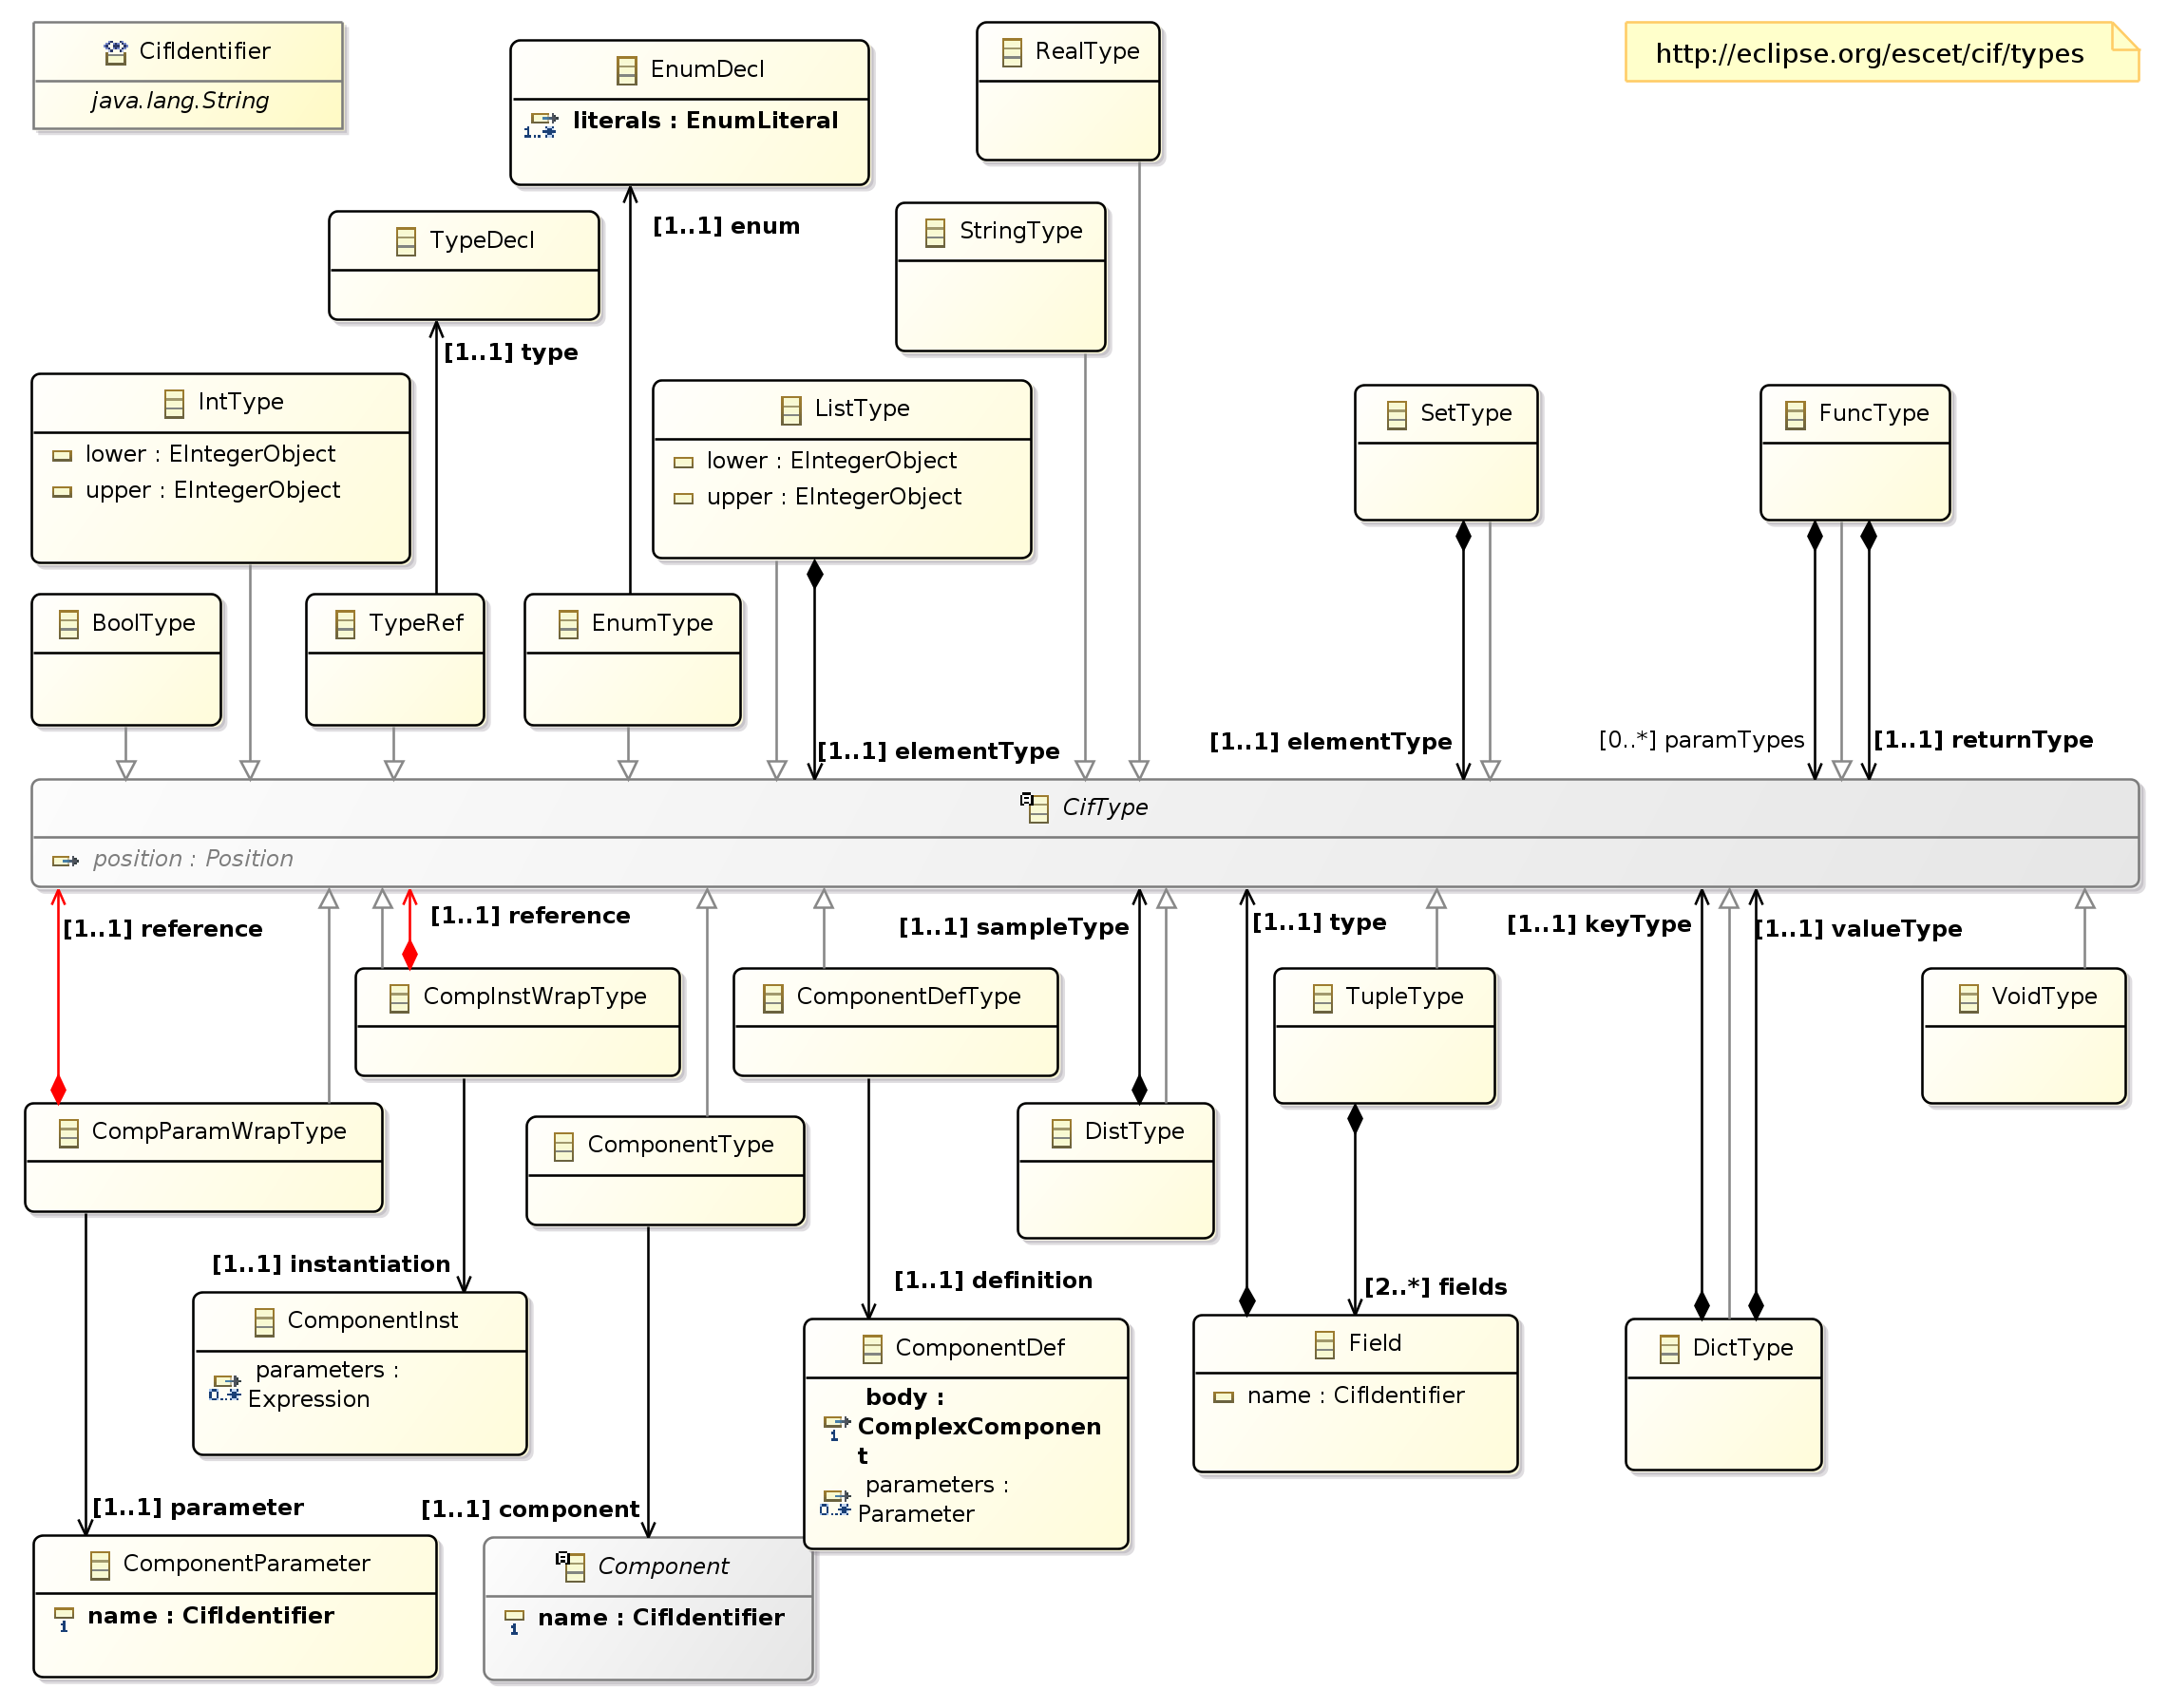 CifIdentifier
java.lang.String
EnumDecl
1..* literals : EnumLiteral
RealType
http://eclipse.org/escet/cif/types
[1..1] enum
TypeDecl
StringType
[1..1] type
IntType
lower : EIntegerObject
upper : EIntegerObject
ListType
lower : EIntegerObject
upper : EIntegerObject
SetType
FuncType
BoolType
TypeRef
EnumType
[1..1] elementType
[1..1] elementType
[0..*] paramTypes
[1..1] returnType
CifType
position : Position
[1..1] reference
[1..1] reference
[1..1] sampleType
[1..1] type
[1..1] keyType
[1..1] valueType
CompInstWrapType
ComponentDefType
TupleType
VoidType
CompParamWrapType
ComponentType
DistType
[1..1] instantiation
[1..1] definition
[2..*] fields
ComponentInst
parameters :
0..* Expression
ComponentDef
body :
1 ComplexComponen
t
parameters :
0..* Parameter
Field
name : CifIdentifier
DictType
[1..1] parameter
[1..1] component
ComponentParameter
1 name : CifIdentifier
Component
1 name : CifIdentifier